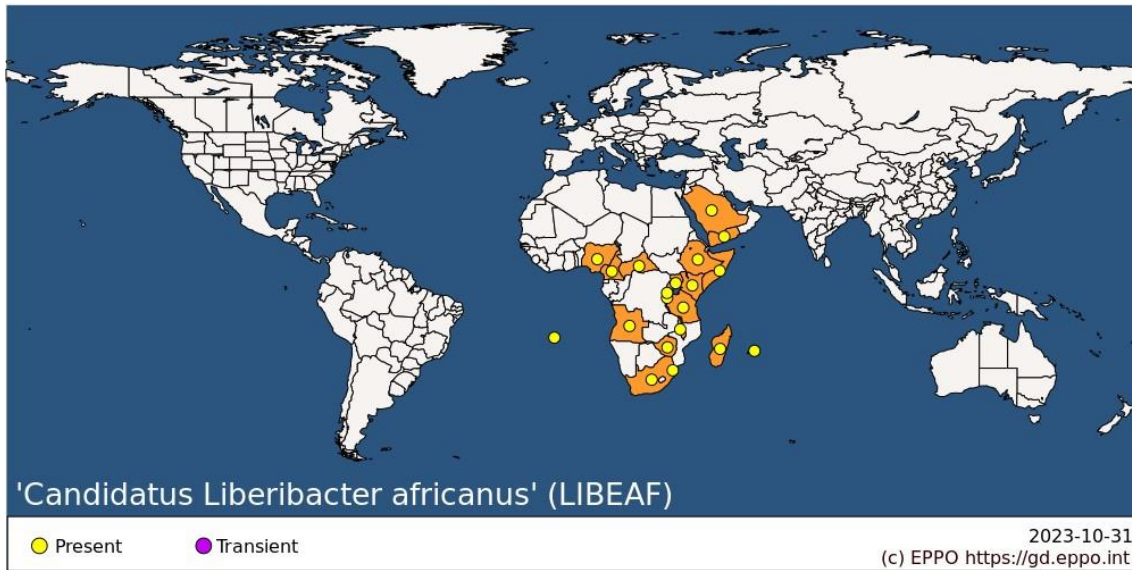 'Candidatus Liberibacter africanus' (LIBEAF)
Present
Transient
2023-10-31
(c) EPPO https://gd.eppo.int